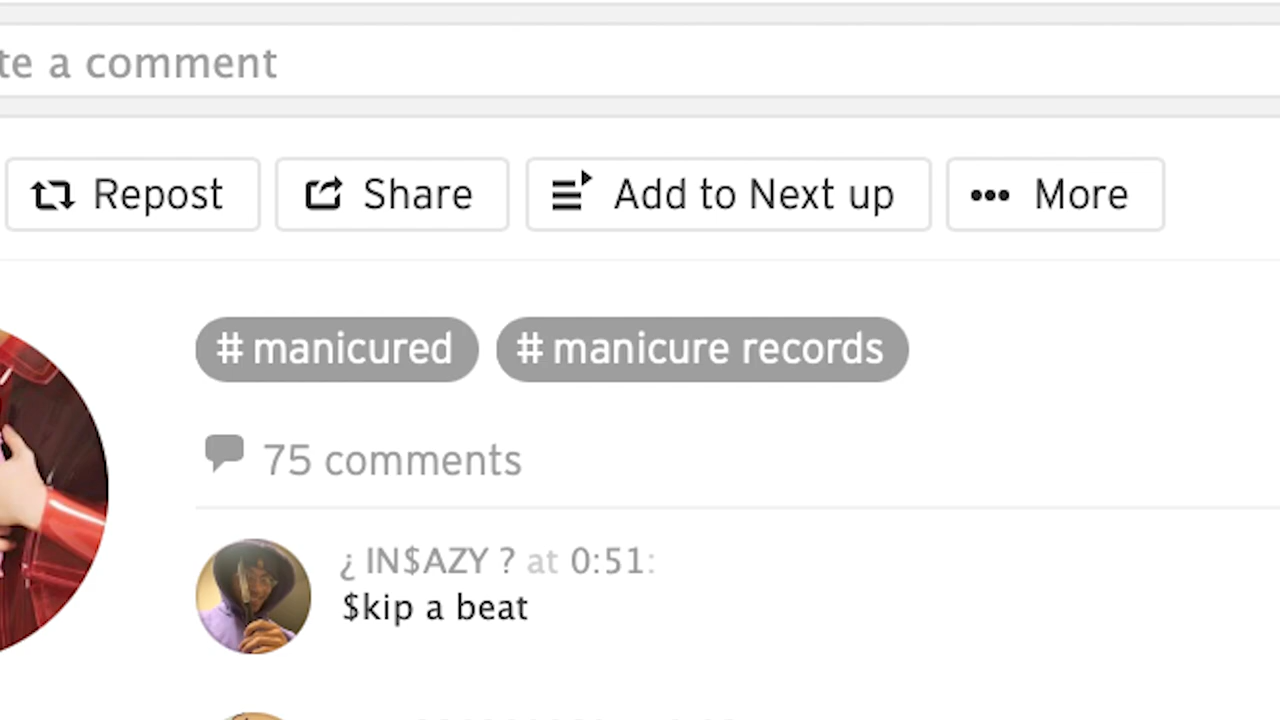 te a comment
Repost Share Add to Next up More
# manicured # manicure records
75 comments
¿ IN$AZY ? at 0:51:
$kip a beat